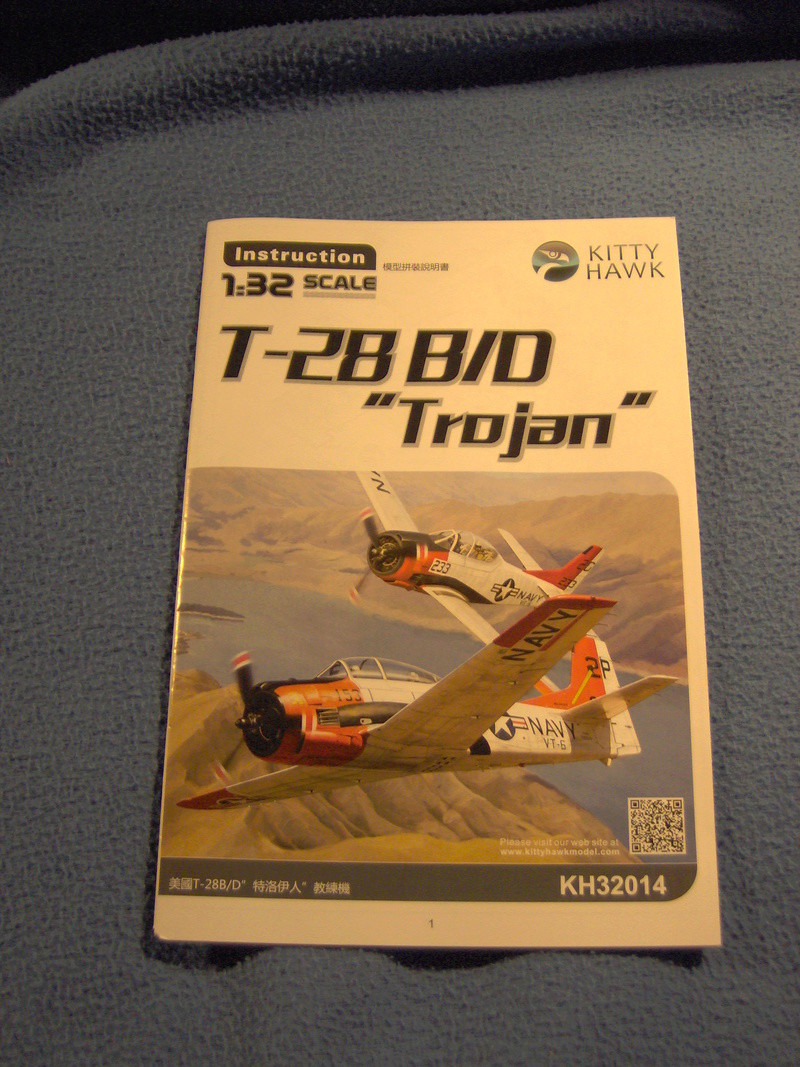 Instruction
模型拼裝說明書
1:32 SCALE
KITTY
HAWK
T-28 B/D
"Trojan"
233
NAVY
NAVY
2P
153
NAVY
VT-6
Please visit our web site at
www.kittyhawkmodel.com
美國T-28B/D"特洛伊人"教練機
KH32014
1